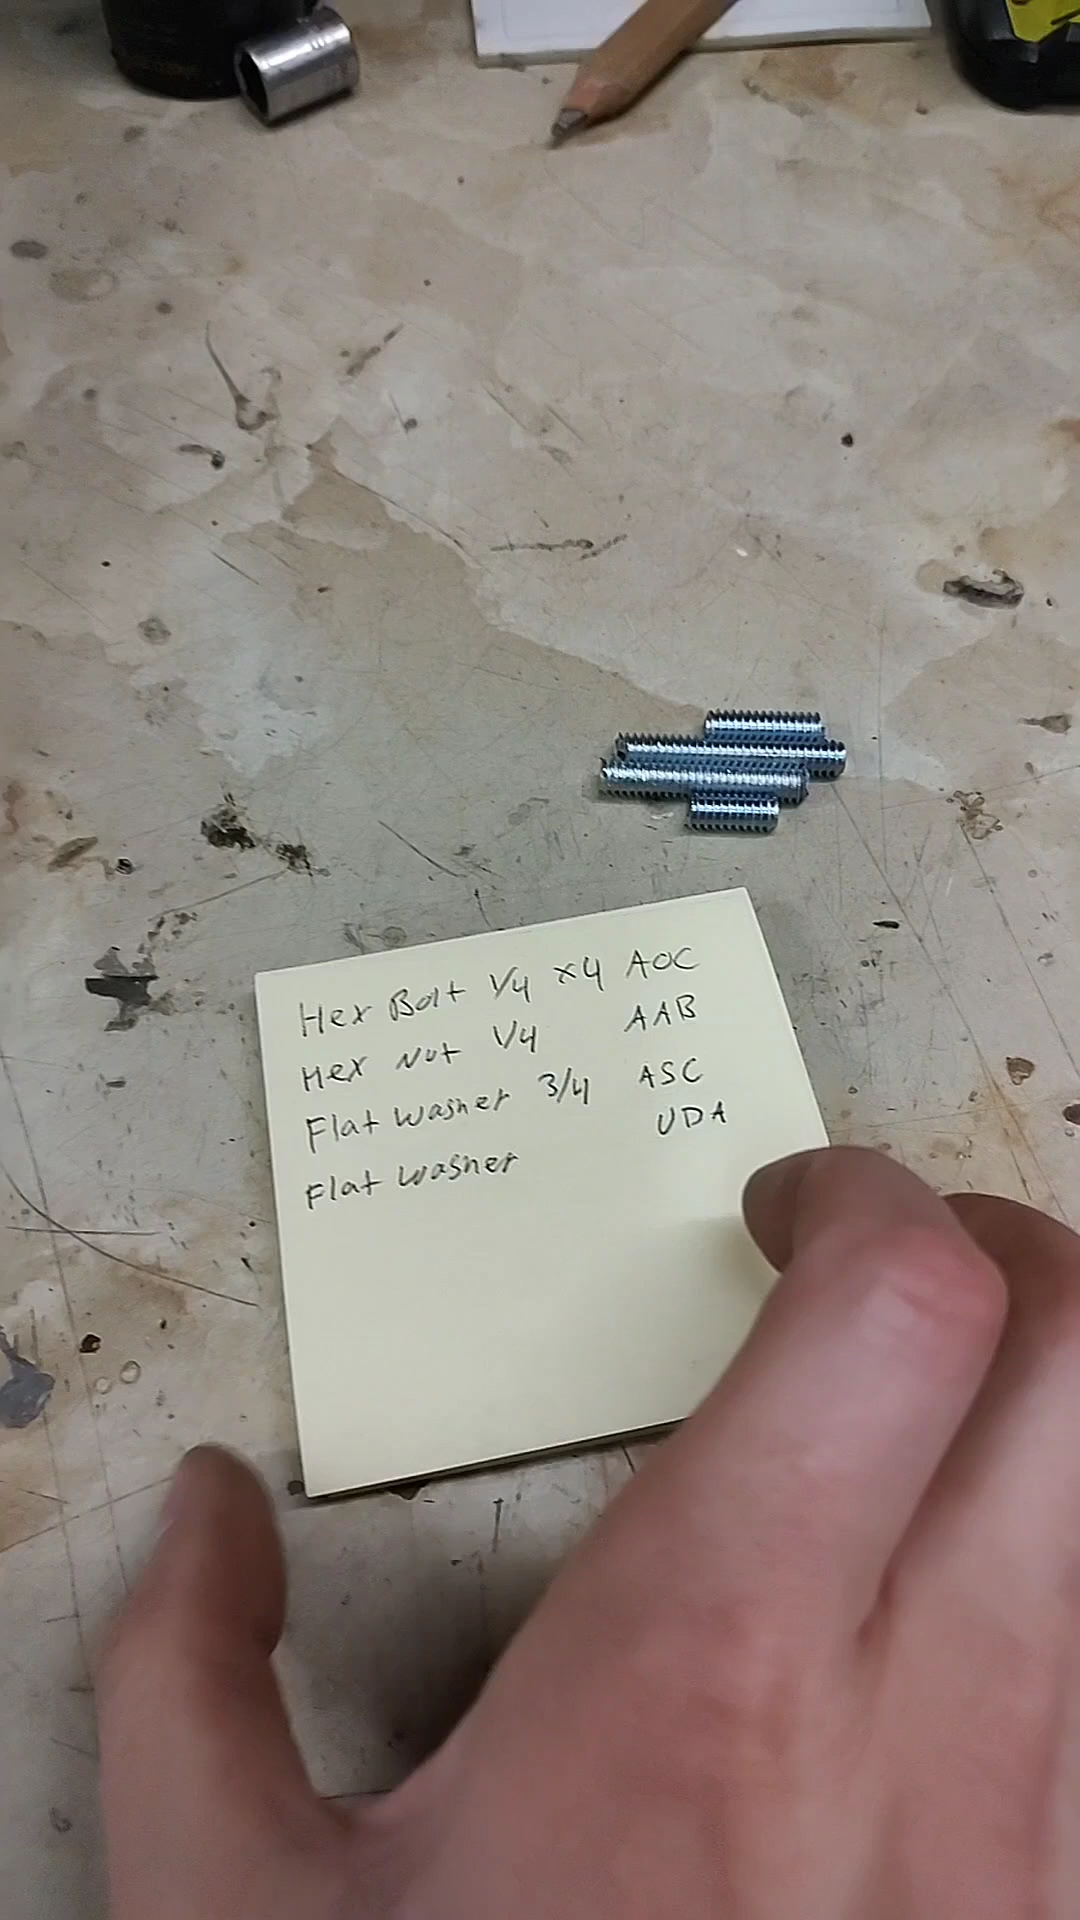 Hex Bolt 1/4 x4 AOC
Hex Nut 1/4 AAB
Flat Washer 3/4 ASC
Flat Washer UDA